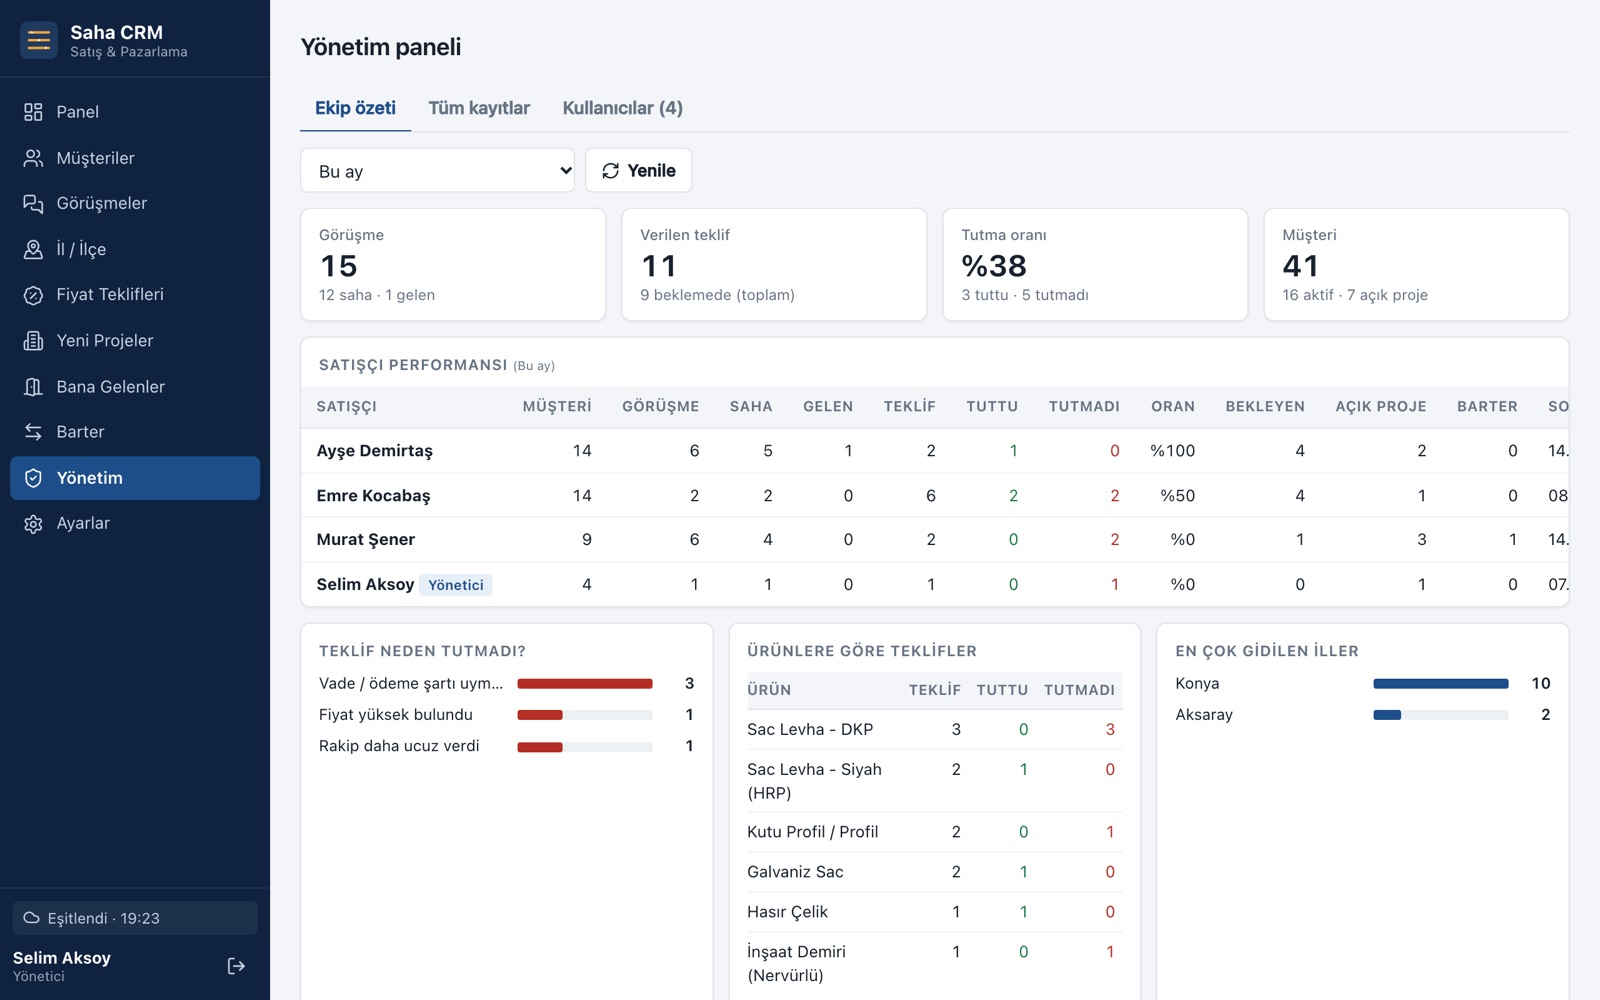 Saha CRM
Satış & Pazarlama
Panel
Müşteriler
Görüşmeler
İl / İlçe
Fiyat Teklifleri
Yeni Projeler
Bana Gelenler
Barter
Yönetim
Ayarlar
Eşitlendi · 19:23
Selim Aksoy
Yönetici
Yönetim paneli
Ekip özeti Tüm kayıtlar Kullanıcılar (4)
Bu ay Yenile
Görüşme
15
12 saha · 1 gelen
Verilen teklif
11
9 beklemede (toplam)
Tutma oranı
%38
3 tuttu · 5 tutmadı
Müşteri
41
16 aktif · 7 açık proje
SATIŞÇI PERFORMANSI (Bu ay)
SATIŞÇI MÜŞTERİ GÖRÜŞME SAHA GELEN TEKLİF TUTTU TUTMADI ORAN BEKLEYEN AÇIK PROJE BARTER SO
Ayşe Demirtaş 14 6 5 1 2 1 0 %100 4 2 0 14.
Emre Kocabaş 14 2 2 0 6 2 2 %50 4 1 0 08
Murat Şener 9 6 4 0 2 0 2 %0 1 3 1 14.
Selim Aksoy Yönetici 4 1 1 0 1 0 1 %0 0 1 0 07.
TEKLİF NEDEN TUTMADI?
Vade / ödeme şartı uym... 3
Fiyat yüksek bulundu 1
Rakip daha ucuz verdi 1
ÜRÜNLERE GÖRE TEKLİFLER
ÜRÜN TEKLİF TUTTU TUTMADI
Sac Levha - DKP 3 0 3
Sac Levha - Siyah
(HRP) 2 1 0
Kutu Profil / Profil 2 0 1
Galvaniz Sac 2 1 0
Hasır Çelik 1 1 0
İnşaat Demiri
(Nervürlü) 1 0 1
EN ÇOK GİDİLEN İLLER
Konya 10
Aksaray 2